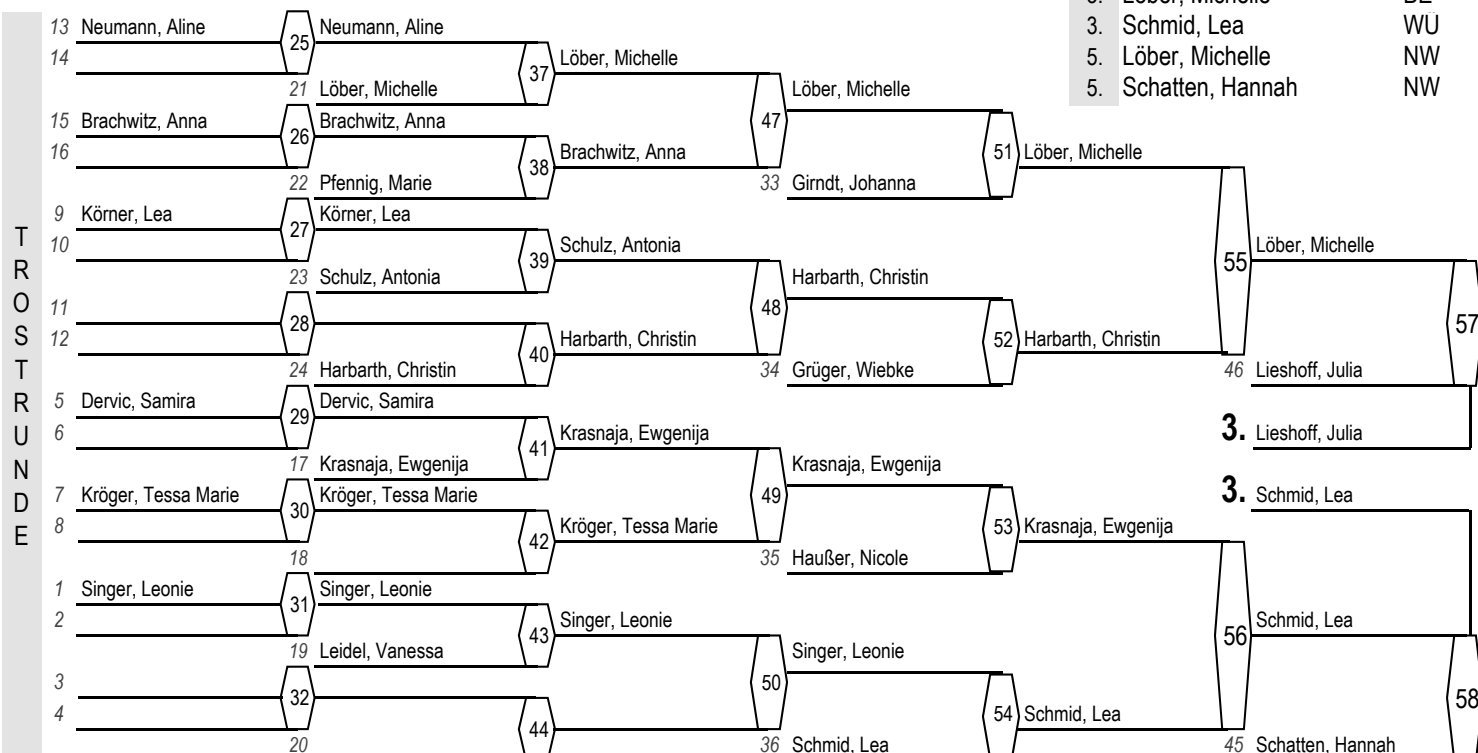 Löber, Michelle
3. Schmid, Lea WÜ
5. Löber, Michelle NW
5. Schatten, Hannah NW
TROSTRUNDE
13 Neumann, Aline 25 Neumann, Aline
14 37 Löber, Michelle
21 Löber, Michelle 47 Löber, Michelle
15 Brachwitz, Anna 26 Brachwitz, Anna
16 38 Brachwitz, Anna 51 Löber, Michelle
22 Pfennig, Marie 33 Girndt, Johanna
9 Körner, Lea 27 Körner, Lea
10 39 Schulz, Antonia 55 Löber, Michelle
23 Schulz, Antonia 48 Harbarth, Christin
11 28 57
12 40 Harbarth, Christin 52 Harbarth, Christin
24 Harbarth, Christin 34 Grüger, Wiebke 46 Lieshoff, Julia
5 Dervic, Samira 29 Dervic, Samira
6 41 Krasnaja, Ewgenija 3. Lieshoff, Julia
17 Krasnaja, Ewgenija 49 Krasnaja, Ewgenija
7 Kröger, Tessa Marie 30 Kröger, Tessa Marie 3. Schmid, Lea
8 42 Kröger, Tessa Marie 53 Krasnaja, Ewgenija
18 35 Haußer, Nicole
1 Singer, Leonie 31 Singer, Leonie
2 43 Singer, Leonie 56 Schmid, Lea
19 Leidel, Vanessa 50 Singer, Leonie
3 32 58
4 44 54 Schmid, Lea
20 36 Schmid, Lea 45 Schatten, Hannah